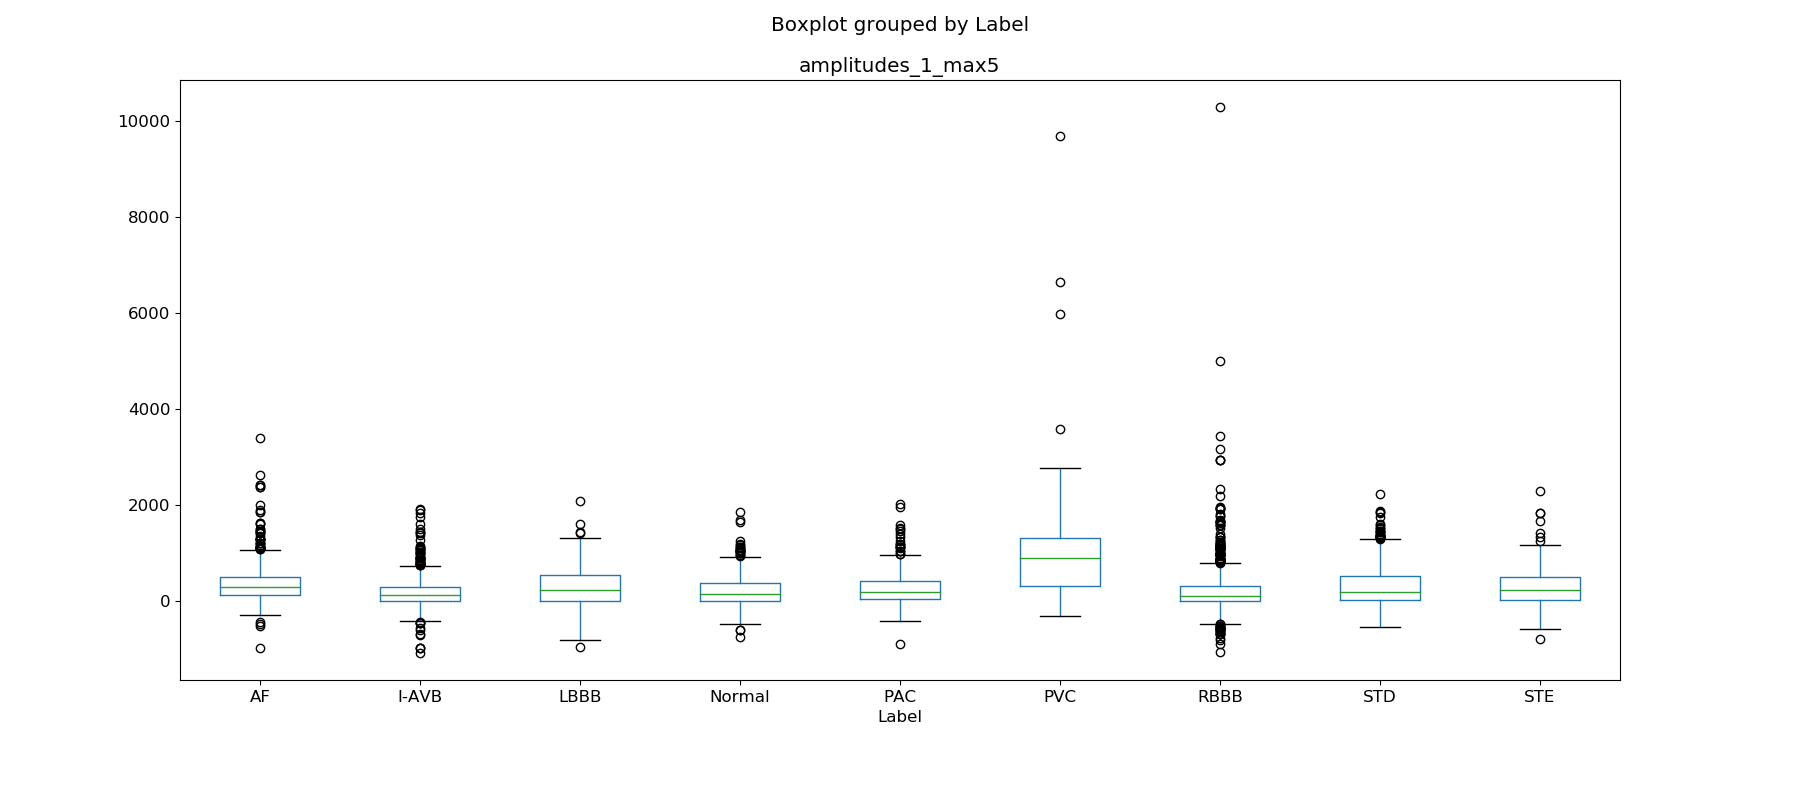 Boxplot grouped by Label
amplitudes_1_max5
10000
8000
6000
4000
2000
0
AF I-AVB LBBB Normal PAC PVC RBBB STD STE
Label